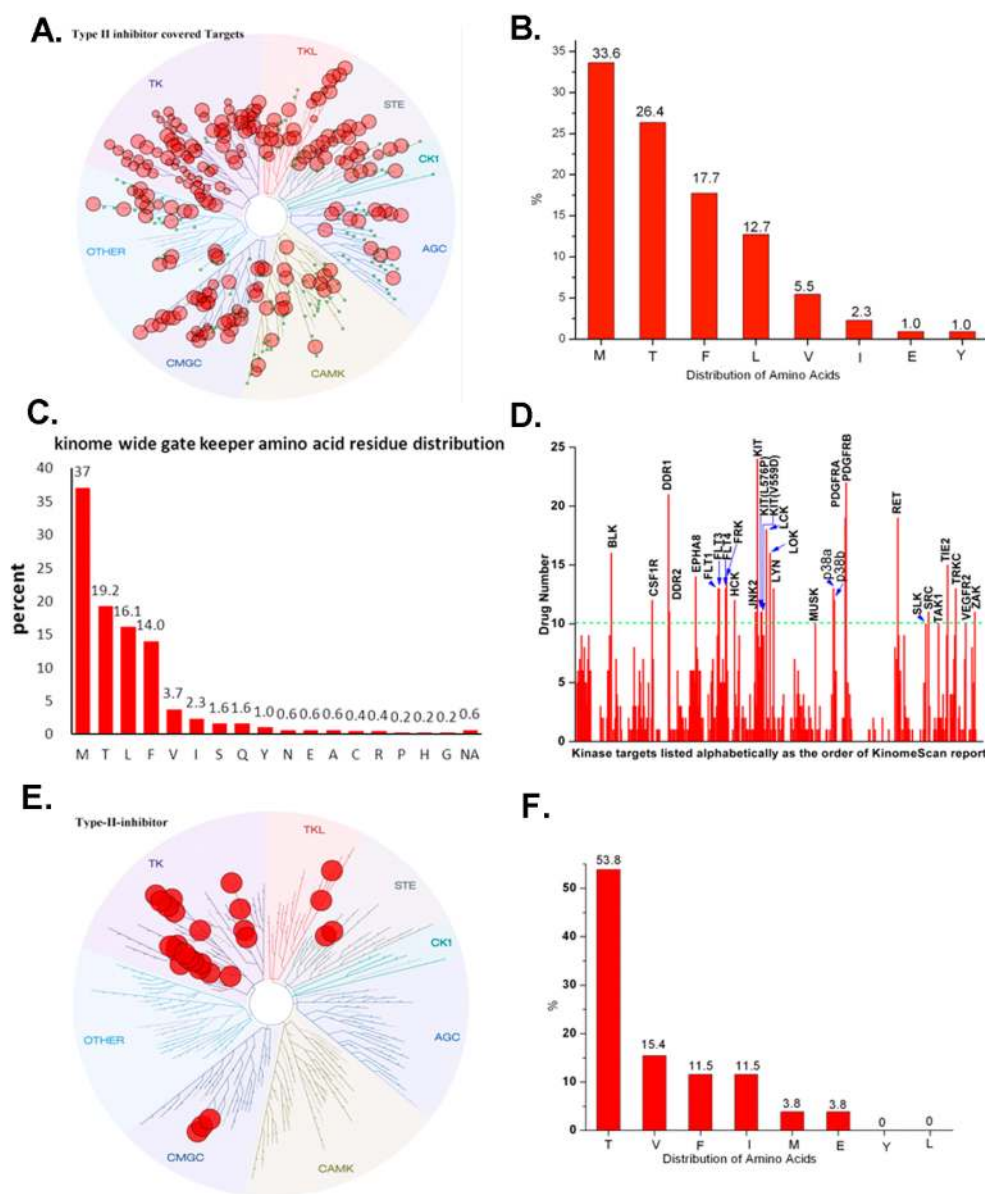 A. Type II inhibitor covered Targets
TKL
TK
STE
CK1
OTHER
AGC
CMGC
CAMK
B.
33.6
26.4
17.7
12.7
5.5
2.3
1.0
1.0
35
30
25
20
15
10
5
0
%
M T F L V I E Y
Distribution of Amino Acids
C.
kinome wide gate keeper amino acid residue distribution
40
35
30
25
20
15
10
5
0
percent
37
19.2
16.1
14.0
3.7
2.3
1.6
1.6
1.0
0.6
0.6
0.6
0.4
0.4
0.2
0.2
0.2
0.6
M T L F V I S Q Y N E A C R P H G NA
D.
25
20
15
10
5
0
Drug Number
BLK
CSF1R
DDR1
DDR2
EPHA8
FLT1
FLT3
FLT4
FRK
HCK
JNK2
KIT
KIT(L576P)
KIT(V559D)
LCK
LYN
LOK
MUSK
p38a
p38b
PDGFRA
PDGFRB
RET
SLK
SRC
TAK1
TIE2
TRKC
VEGFR2
ZAK
Kinase targets listed alphabetically as the order of KinomeScan report
E.
Type-II-inhibitor
TKL
TK
STE
CK1
OTHER
AGC
CMGC
CAMK
F.
53.8
15.4
11.5
11.5
3.8
3.8
0
0
50
40
30
20
10
0
%
T V F I M E Y L
Distribution of Amino Acids